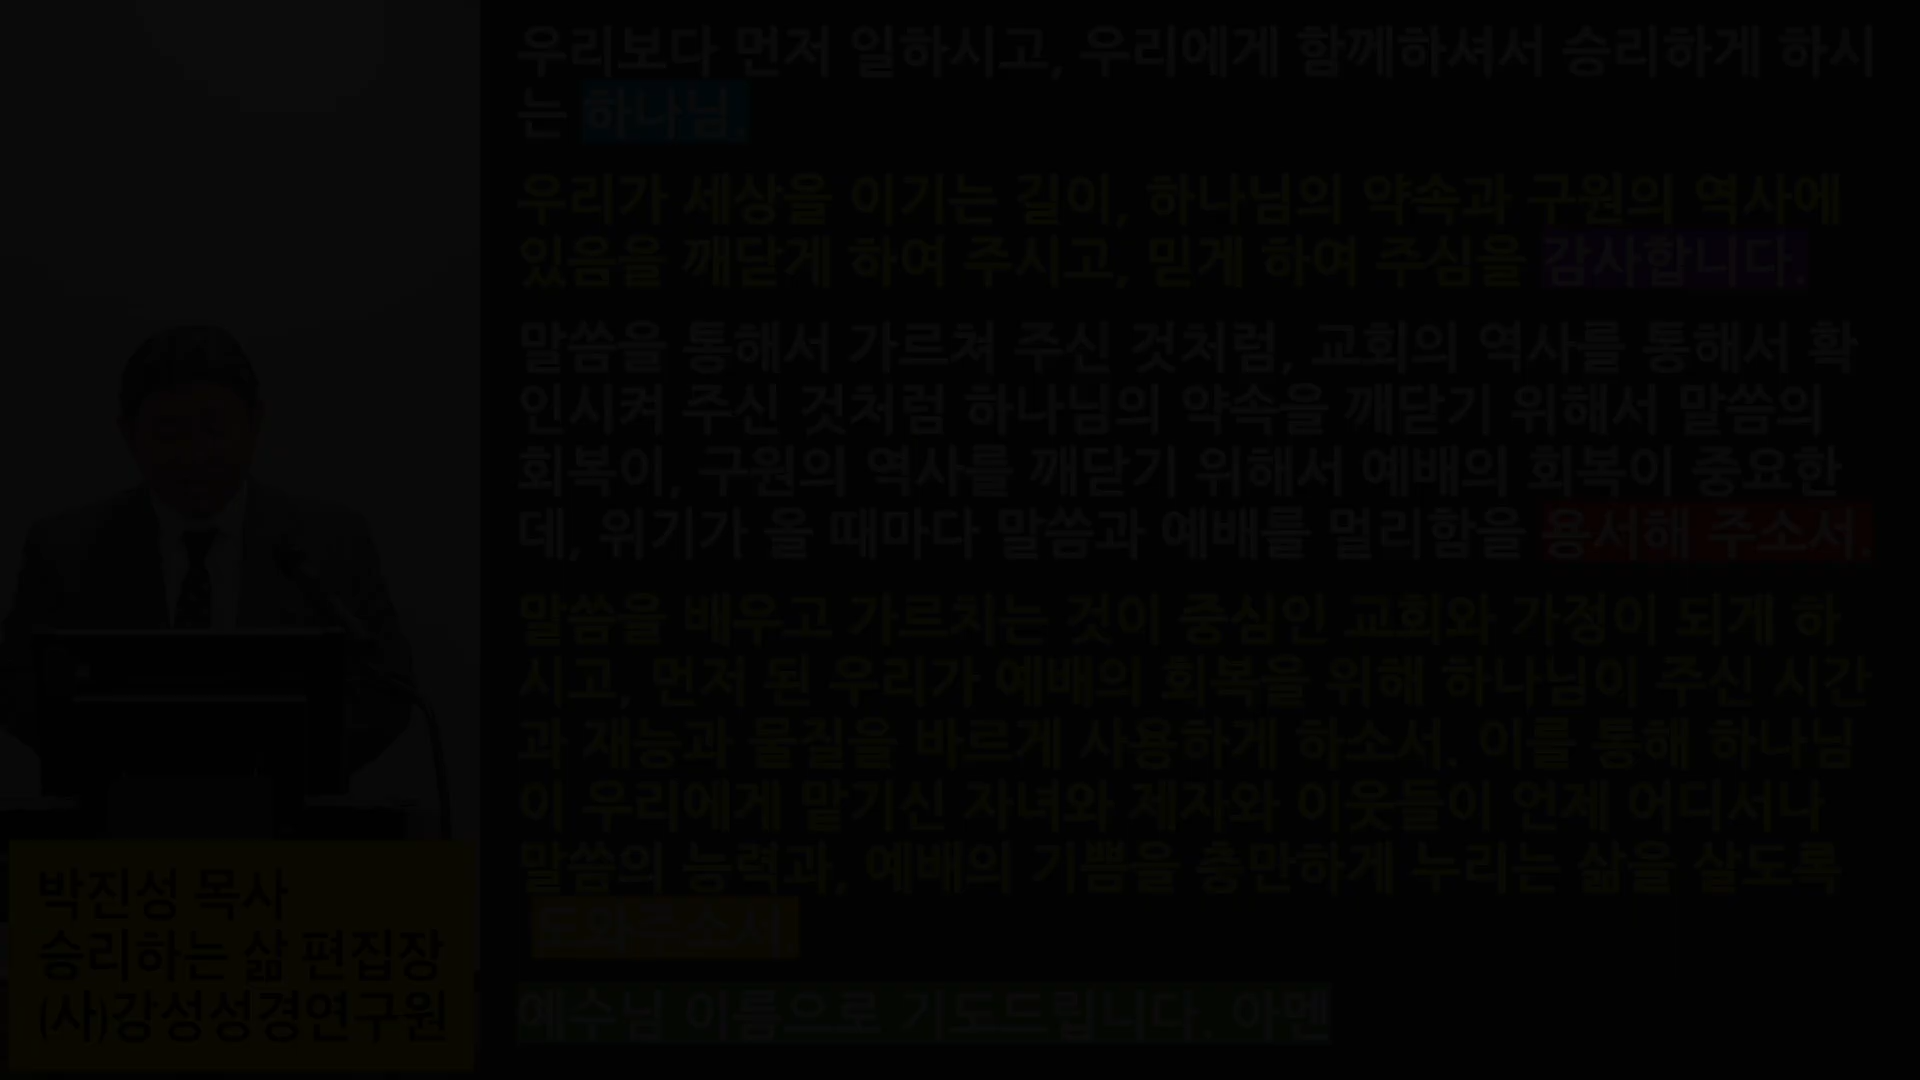 우리보다 먼저 일하시고, 우리에게 함께하셔서 승리하게 하시
는 하나님.
우리가 세상을 이기는 길이, 하나님의 약속과 구원의 역사에
있음을 깨닫게 하여 주시고, 믿게 하여 주심을 감사합니다.
말씀을 통해서 가르쳐 주신 것처럼, 교회의 역사를 통해서 확
인시켜 주신 것처럼 하나님의 약속을 깨닫기 위해서 말씀의
회복이, 구원의 역사를 깨닫기 위해서 예배의 회복이 중요한
데, 위기가 올 때마다 말씀과 예배를 멀리함을 용서해 주소서.
말씀을 배우고 가르치는 것이 중심인 교회와 가정이 되게 하
시고, 먼저 된 우리가 예배의 회복을 위해 하나님이 주신 시간
과 재능과 물질을 바르게 사용하게 하소서. 이를 통해 하나님
이 우리에게 맡기신 자녀와 제자와 이웃들이 언제 어디서나
말씀의 능력과, 예배의 기쁨을 충만하게 누리는 삶을 살도록
도와주소서.
예수님 이름으로 기도드립니다. 아멘
박진성 목사
승리하는 삶 편집장
(사)강성성경연구원